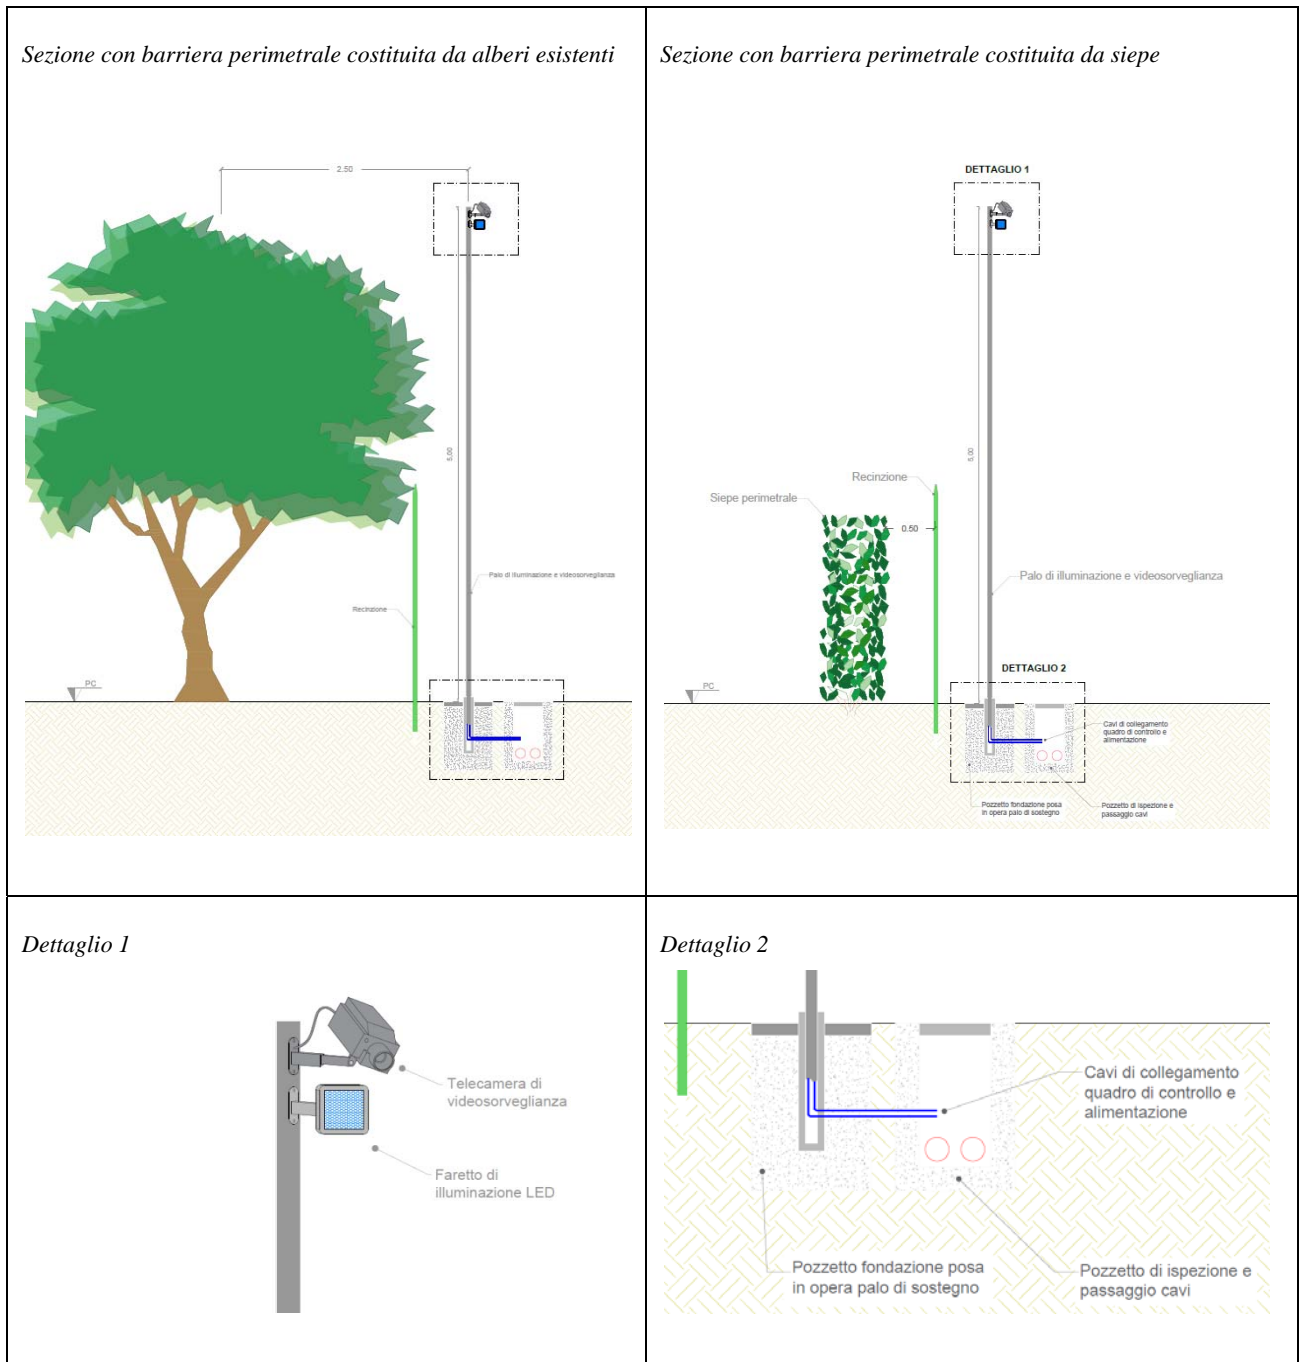 Sezione con barriera perimetrale costituita da alberi esistenti
2.50
5.00
Palo di illuminazione e videosorveglianza
Recinzione
PC
Sezione con barriera perimetrale costituita da siepe
DETTAGLIO 1
5.00
Recinzione
Siepe perimetrale
0.50
Palo di illuminazione e videosorveglianza
DETTAGLIO 2
PC
Cavi di collegamento
quadro di controllo e
alimentazione
Pozzetto fondazione posa
in opera palo di sostegno
Pozzetto di ispezione e
passaggio cavi
Dettaglio 1
Telecamera di
videosorveglianza
Faretto di
illuminazione LED
Dettaglio 2
Cavi di collegamento
quadro di controllo e
alimentazione
Pozzetto fondazione posa
in opera palo di sostegno
Pozzetto di ispezione e
passaggio cavi